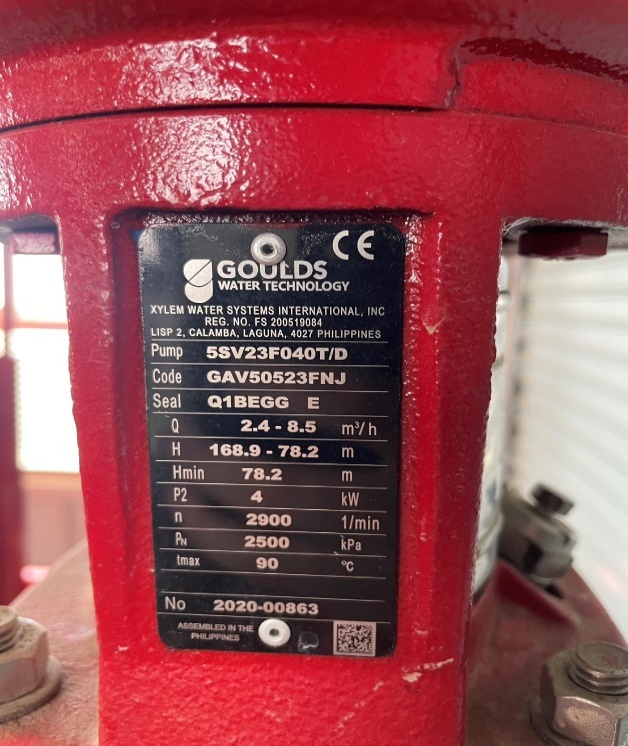 CE
GOULDS
WATER TECHNOLOGY
XYLEM WATER SYSTEMS INTERNATIONAL, INC
REG. NO. FS 200519084
LISP 2, CALAMBA, LAGUNA, 4027 PHILIPPINES
Pump 5SV23F040T/D
Code GAV50523FNJ
Seal Q1BEGG E
Q 2.4 - 8.5 m³/h
H 168.9 - 78.2 m
Hmin 78.2 m
P2 4 kW
n 2900 1/min
PN 2500 kPa
tmax 90 °C
No 2020-00863
ASSEMBLED IN THE
PHILIPPINES